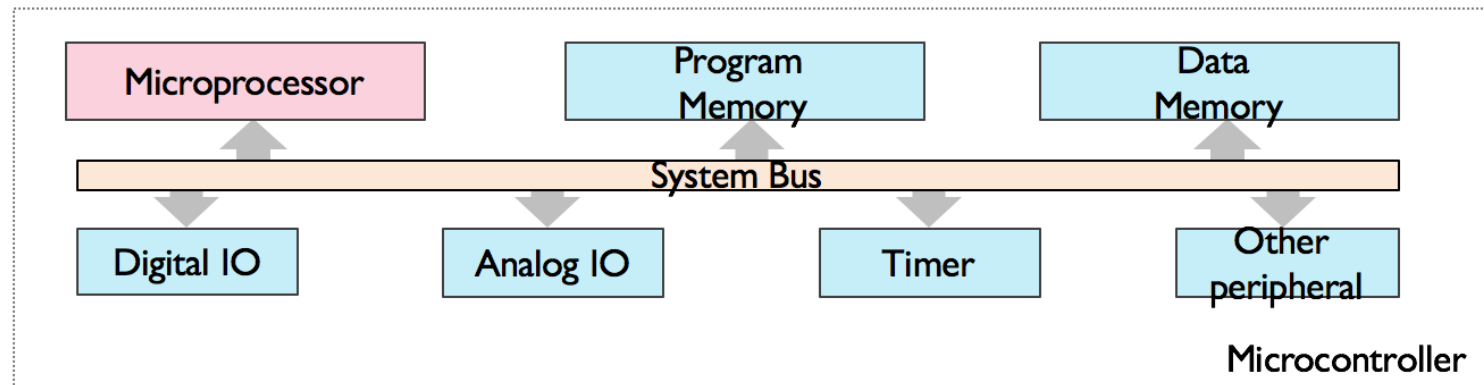 Microprocessor
Program
Memory
Data
Memory
System Bus
Digital IO
Analog IO
Timer
Other
peripheral
Microcontroller